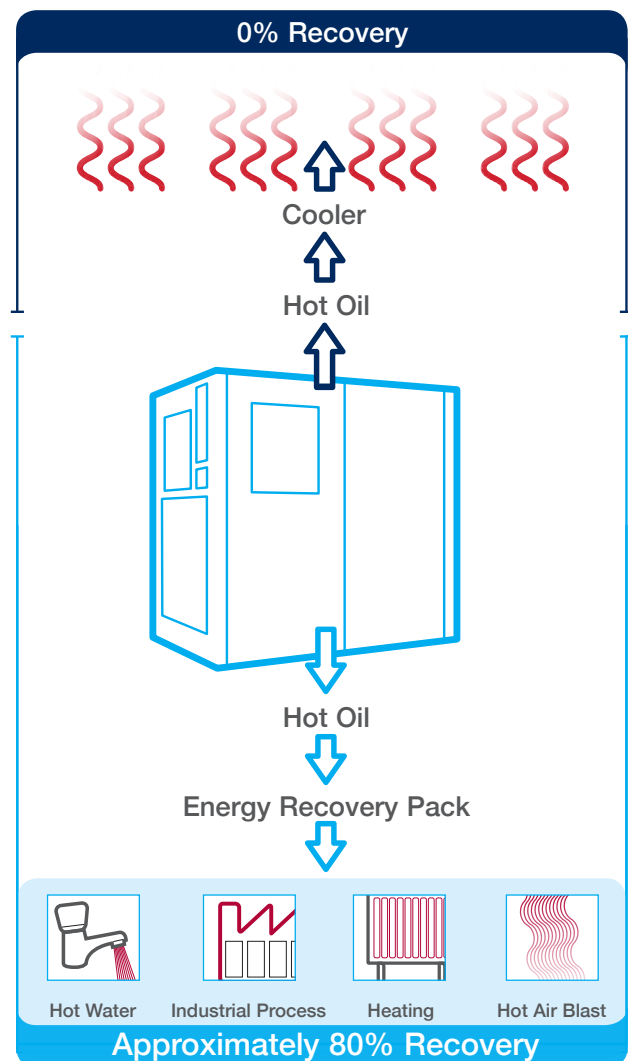 0% Recovery
Cooler
Hot Oil
Hot Oil
Energy Recovery Pack
Hot Water
Industrial Process
Heating
Hot Air Blast
Approximately 80% Recovery